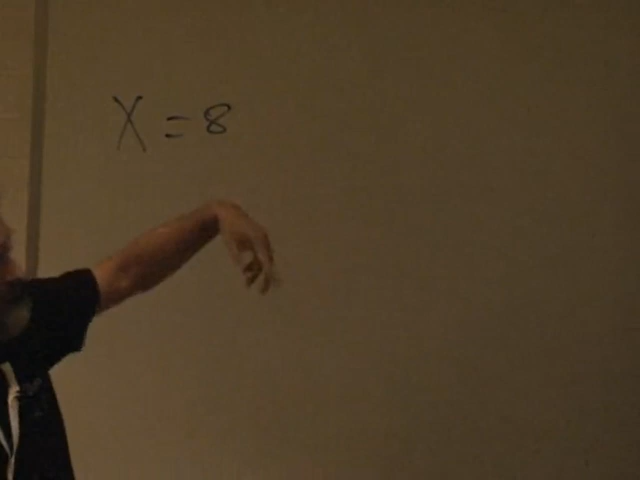 X = 8